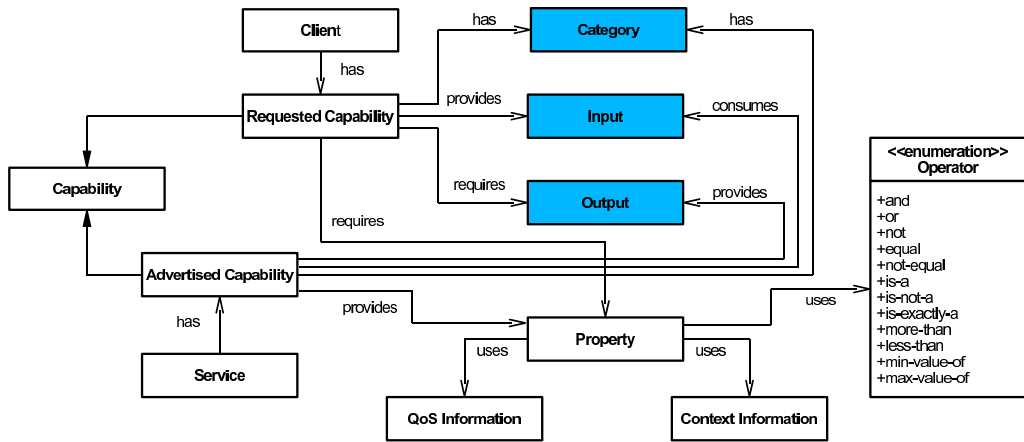 Client
has
Category
has
has
Requested Capability
provides
Input
consumes
Capability
requires
Output
provides
requires
Advertised Capability
provides
has
Service
Property
uses
uses
uses
QoS Information
Context Information
<<enumeration>>
Operator
+and
+or
+not
+equal
+not-equal
+is-a
+is-not-a
+is-exactly-a
+more-than
+less-than
+min-value-of
+max-value-of